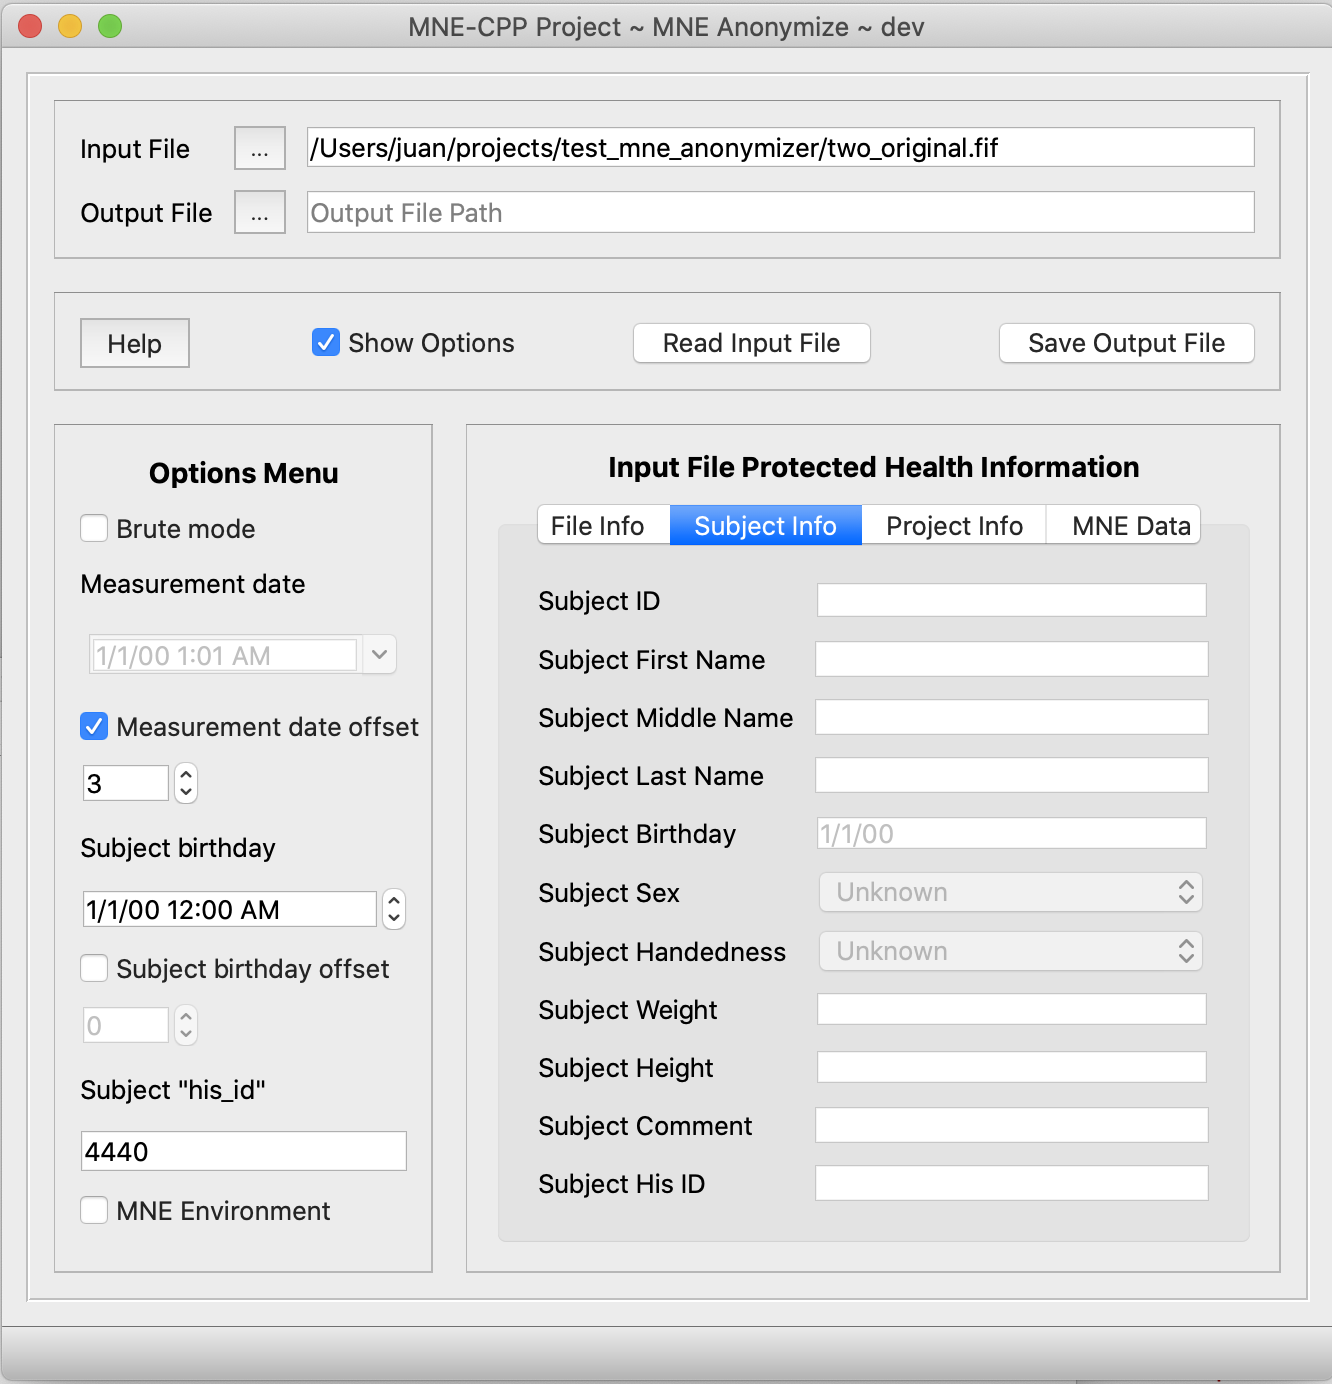 MNE-CPP Project ~ MNE Anonymize ~ dev
Input File ... /Users/juan/projects/test_mne_anonymizer/two_original.fif
Output File ... Output File Path
Help Show Options Read Input File Save Output File
Options Menu
Brute mode
Measurement date
1/1/00 1:01 AM
Measurement date offset
3
Subject birthday
1/1/00 12:00 AM
Subject birthday offset
0
Subject "his_id"
4440
MNE Environment
Input File Protected Health Information
File Info Subject Info Project Info MNE Data
Subject ID
Subject First Name
Subject Middle Name
Subject Last Name
Subject Birthday 1/1/00
Subject Sex Unknown
Subject Handedness Unknown
Subject Weight
Subject Height
Subject Comment
Subject His ID